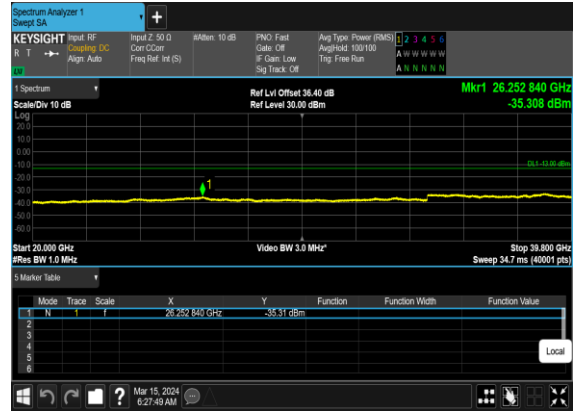 Spectrum Analyzer 1
Swept SA
+
KEYSIGHT
R T
Input: RF
Coupling: DC
Align: Auto
Input Z: 50 Ω
Corr CCorr
Freq Ref: Int (S)
#Atten: 10 dB
PNO: Fast
Gate: Off
IF Gain: Low
Sig Track: Off
Avg Type: Power (RMS)
Avg|Hold: 100/100
Trig: Free Run
1 2 3 4 5 6
A W W W W W
A N N N N N
1 Spectrum
Scale/Div 10 dB
Ref Lvl Offset 36.40 dB
Ref Level 30.00 dBm
Mkr1 26.252 840 GHz
-35.308 dBm
Log
20.0
10.0
0.00
-10.0
-20.0
-30.0
-40.0
-50.0
-60.0
1
DL1 -13.00 dBm
Start 20.000 GHz
#Res BW 1.0 MHz
Video BW 3.0 MHz*
Stop 39.800 GHz
Sweep 34.7 ms (40001 pts)
5 Marker Table
Mode Trace Scale X Y Function Function Width Function Value
1 N 1 f 26.252 840 GHz -35.31 dBm
2
3
4
5
6
Local
?
Mar 15, 2024
6:27:49 AM